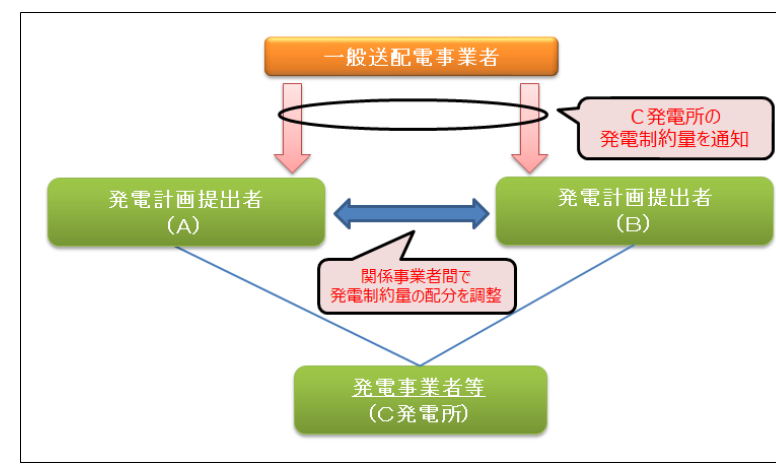 一般送配電事業者
C発電所の
発電制約量を通知
発電計画提出者
(A)
発電計画提出者
(B)
関係事業者間で
発電制約量の配分を調整
発電事業者等
(C発電所)